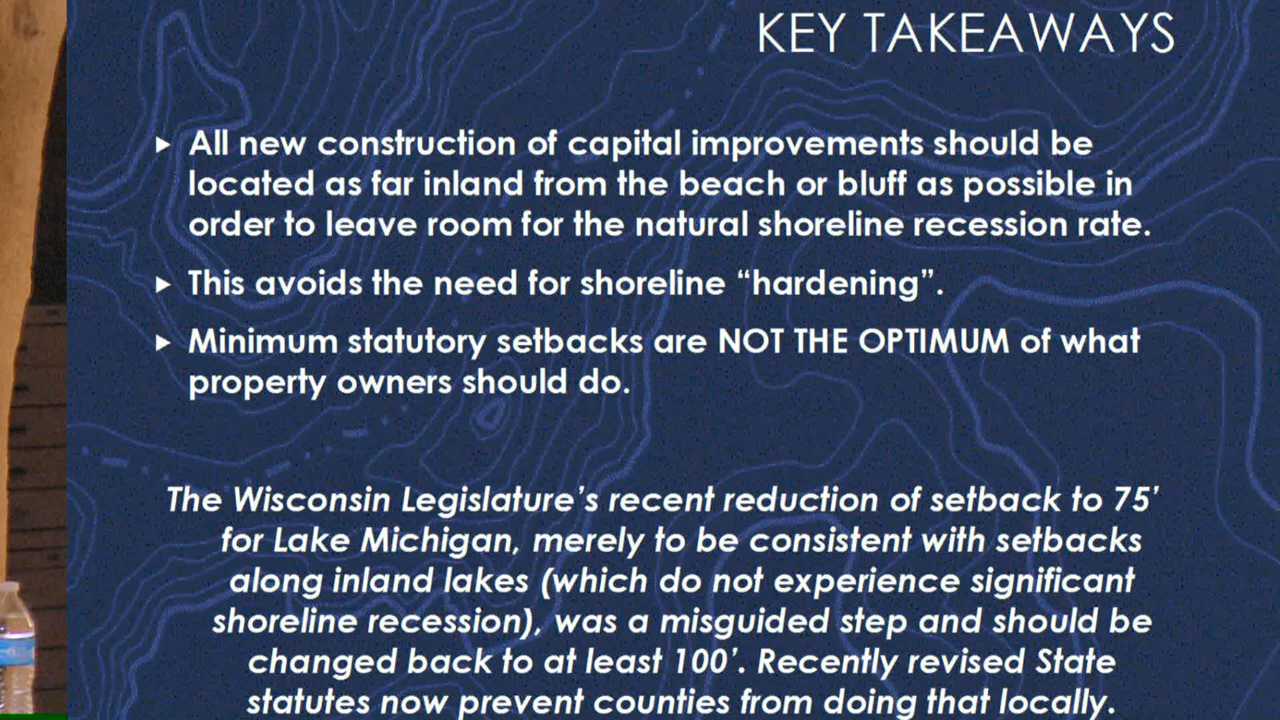 KEY TAKEAWAYS
▸ All new construction of capital improvements should be
located as far inland from the beach or bluff as possible in
order to leave room for the natural shoreline recession rate.
▸ This avoids the need for shoreline “hardening”.
▸ Minimum statutory setbacks are NOT THE OPTIMUM of what
property owners should do.
The Wisconsin Legislature’s recent reduction of setback to 75’
for Lake Michigan, merely to be consistent with setbacks
along inland lakes (which do not experience significant
shoreline recession), was a misguided step and should be
changed back to at least 100’. Recently revised State
statutes now prevent counties from doing that locally.